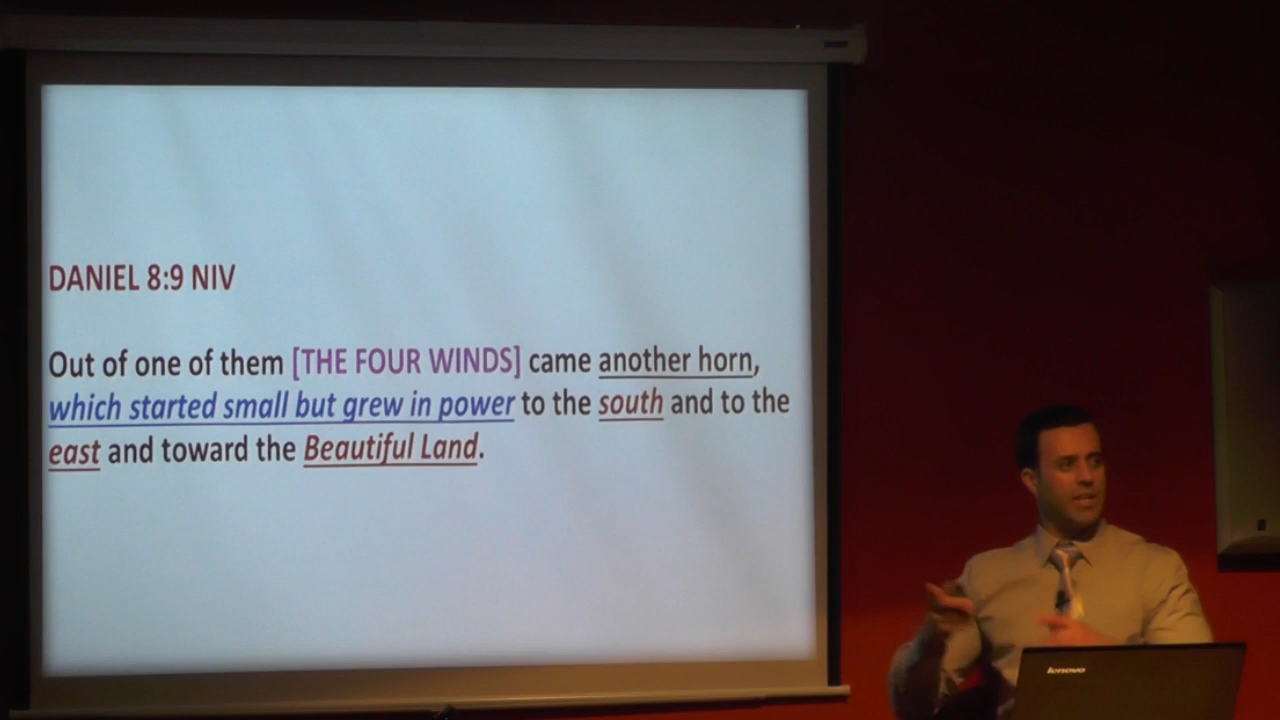 DANIEL 8:9 NIV
Out of one of them [THE FOUR WINDS] came another horn,
which started small but grew in power to the south and to the
east and toward the Beautiful Land.
lenovo